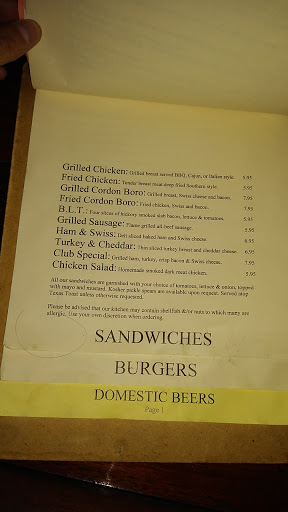 Grilled Chicken: Grilled breast served BBQ, Cajun, or Italian style. 5.95
Fried Chicken: Tender breast meat deep fried Southern style. 5.95
Grilled Cordon Boro: Grilled breast, Swiss cheese and bacon. 7.95
Fried Cordon Boro: Fried chicken, Swiss and bacon. 7.95
B.L.T.: Four slices of hickory smoked slab bacon, lettuce & tomatoes. 5.95
Grilled Sausage: Flame grilled all-beef sausage. 5.95
Ham & Swiss: Deli sliced baked ham and Swiss cheese. 6.95
Turkey & Cheddar: Thin sliced turkey breast and cheddar cheese. 6.95
Club Special: Grilled ham, turkey, crisp bacon & Swiss cheese. 7.95
Chicken Salad: Homemade smoked dark meat chicken. 5.95
All our sandwiches are garnished with your choice of tomatoes, lettuce & onion, topped
with mayo and mustard. Kosher pickle spears are available upon request. Served atop
Texas Toast unless otherwise requested.
Please be advised that our kitchen may contain shellfish &/or nuts to which many are
allergic. Use your own discretion when ordering.
SANDWICHES
BURGERS
DOMESTIC BEERS
Page 1